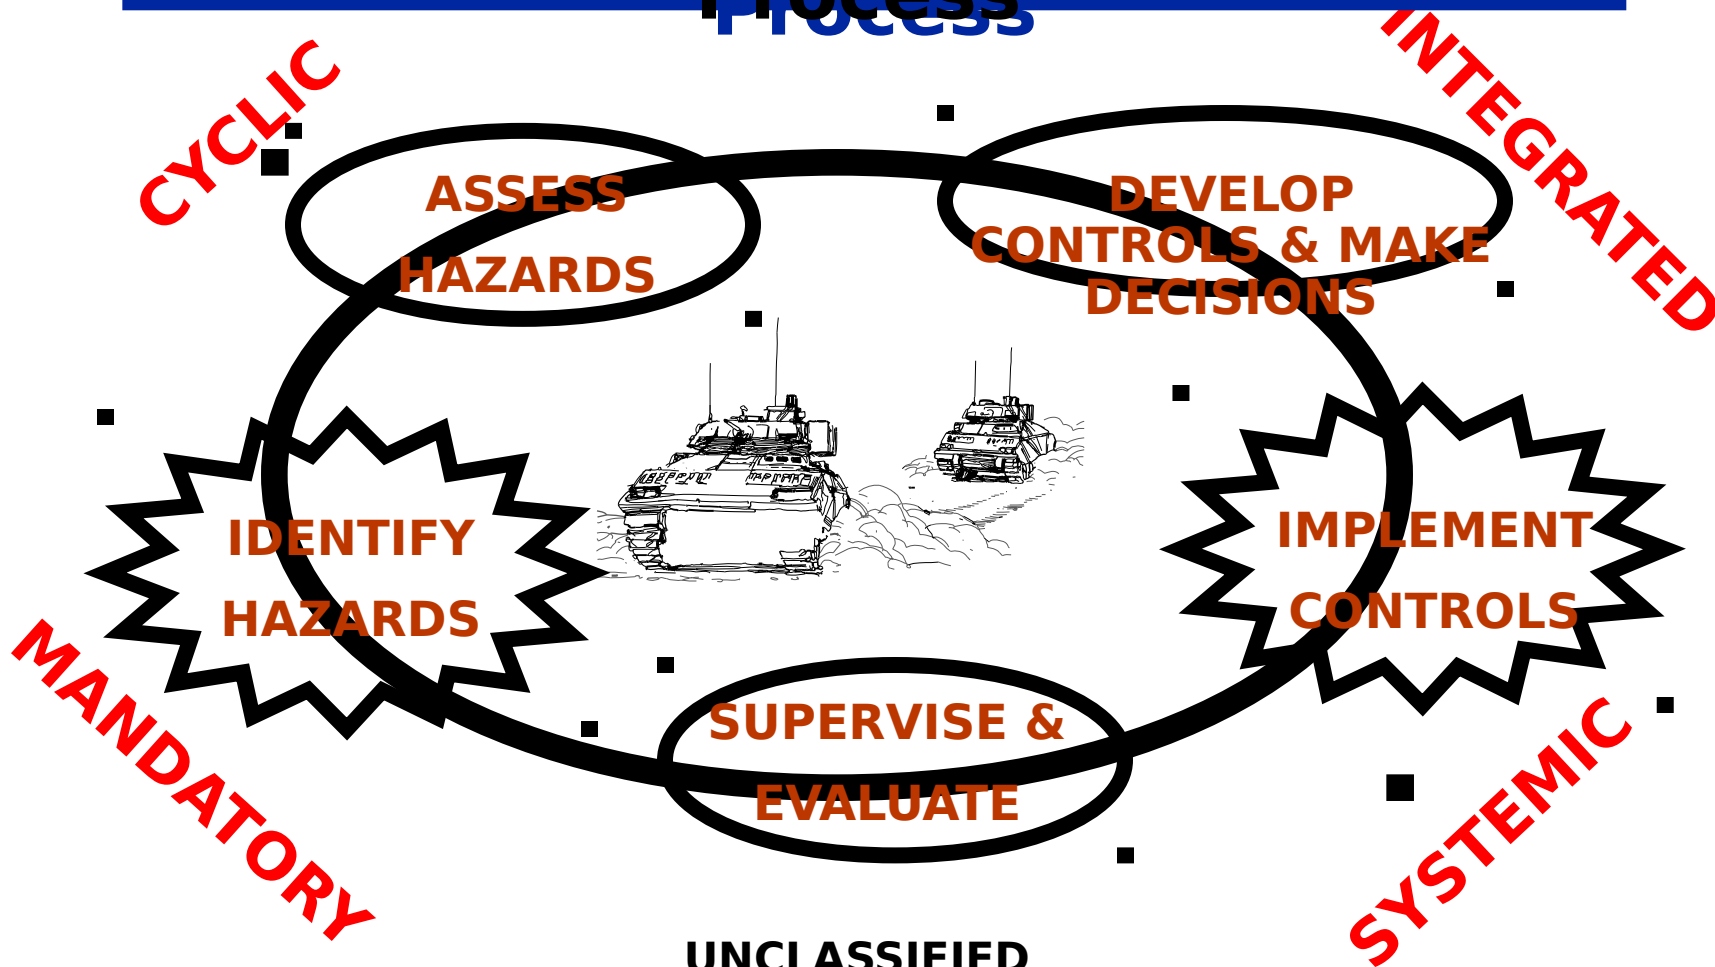 Process
CYCLIC
INTEGRATED
ASSESS
HAZARDS
DEVELOP
CONTROLS & MAKE
DECISIONS
IDENTIFY
HAZARDS
IMPLEMENT
CONTROLS
SUPERVISE &
EVALUATE
MANDATORY
SYSTEMIC
UNCLASSIFIED